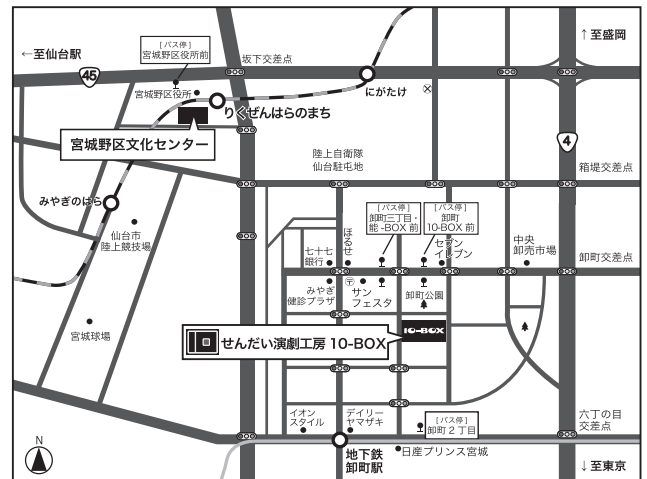 ←至仙台駅
45
[バス停]
宮城野区役所前
坂下交差点
↑至盛岡
にがたけ
宮城野区役所
りくぜんはらのまち
宮城野区文化センター
4
陸上自衛隊
仙台駐屯地
箱堤交差点
みやぎのはら
仙台市
陸上競技場
[バス停]
卸町三丁目・
能-BOX 前
[バス停]
卸町
10-BOX 前
七十七
銀行
ほるせ
セブン
イレブン
中央
卸売市場
卸町交差点
みやぎ
健診プラザ
サン
フェスタ
卸町公園
宮城球場
せんだい演劇工房 10-BOX
10-BOX
イオン
スタイル
デイリー
ヤマザキ
[バス停]
卸町 2 丁目
六丁の目
交差点
N
地下鉄
卸町駅
日産プリンス宮城
↓至東京